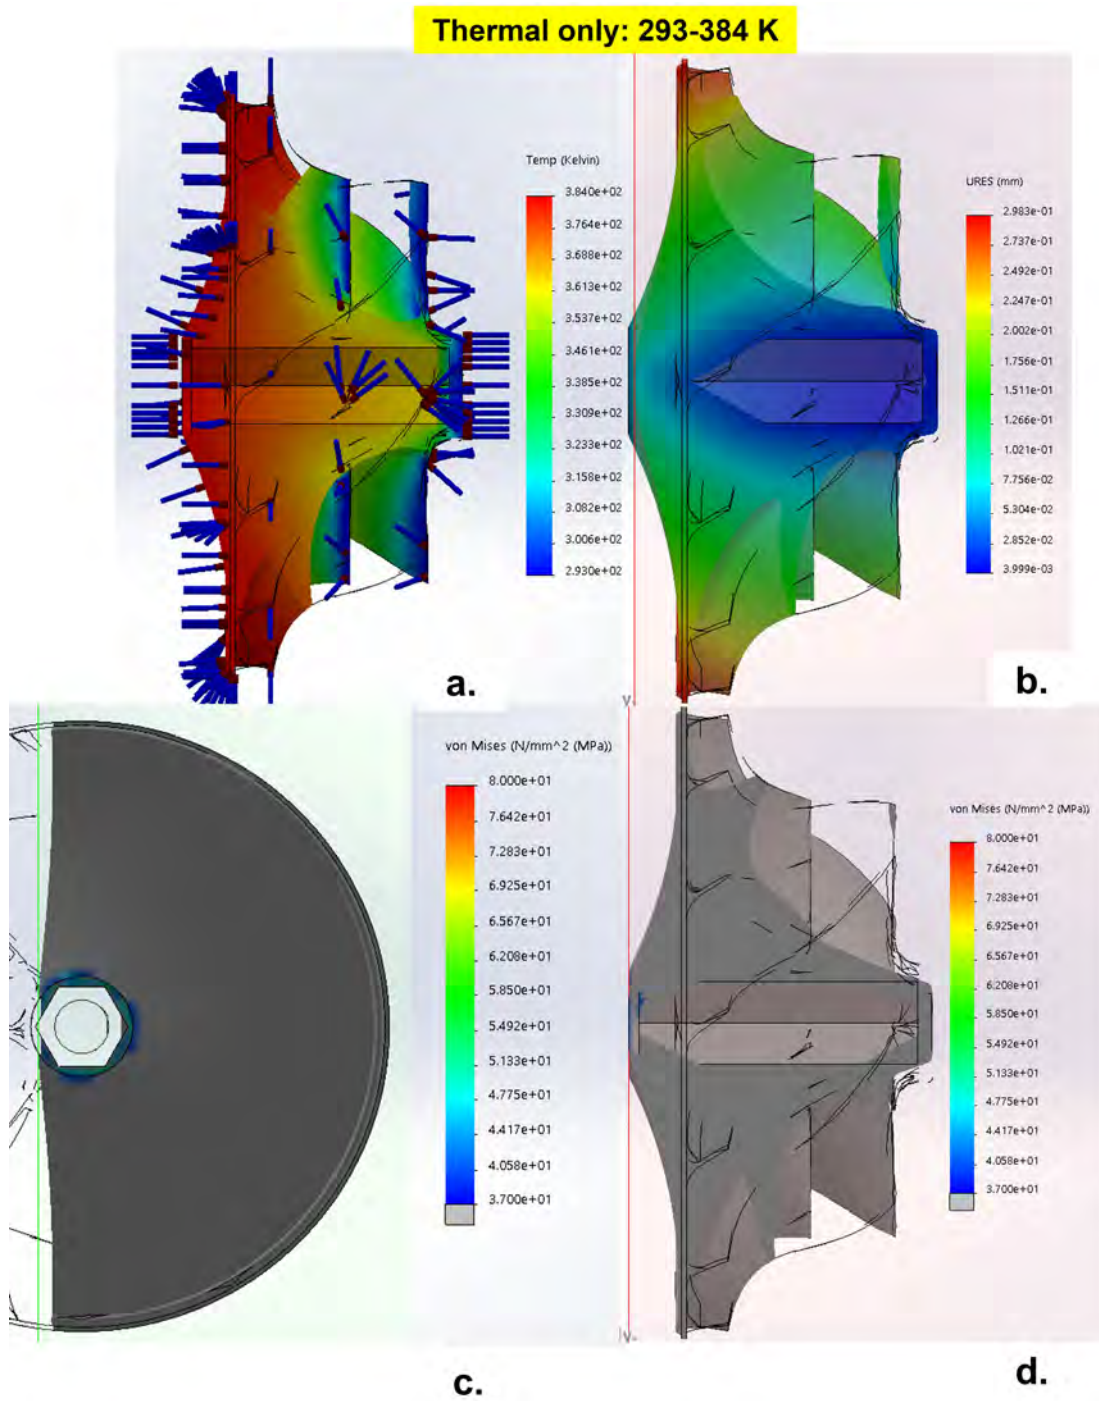 Thermal only: 293-384 K
Temp (Kelvin)
3.840e+02
3.764e+02
3.688e+02
3.613e+02
3.537e+02
3.461e+02
3.385e+02
3.309e+02
3.233e+02
3.158e+02
3.082e+02
3.006e+02
2.930e+02
a.
URES (mm)
2.983e-01
2.737e-01
2.492e-01
2.247e-01
2.002e-01
1.756e-01
1.511e-01
1.266e-01
1.021e-01
7.756e-02
5.304e-02
2.852e-02
3.999e-03
b.
von Mises (N/mm^2 (MPa))
8.000e+01
7.642e+01
7.283e+01
6.925e+01
6.567e+01
6.208e+01
5.850e+01
5.492e+01
5.133e+01
4.775e+01
4.417e+01
4.058e+01
3.700e+01
c.
von Mises (N/mm^2 (MPa))
8.000e+01
7.642e+01
7.283e+01
6.925e+01
6.567e+01
6.208e+01
5.850e+01
5.492e+01
5.133e+01
4.775e+01
4.417e+01
4.058e+01
3.700e+01
d.